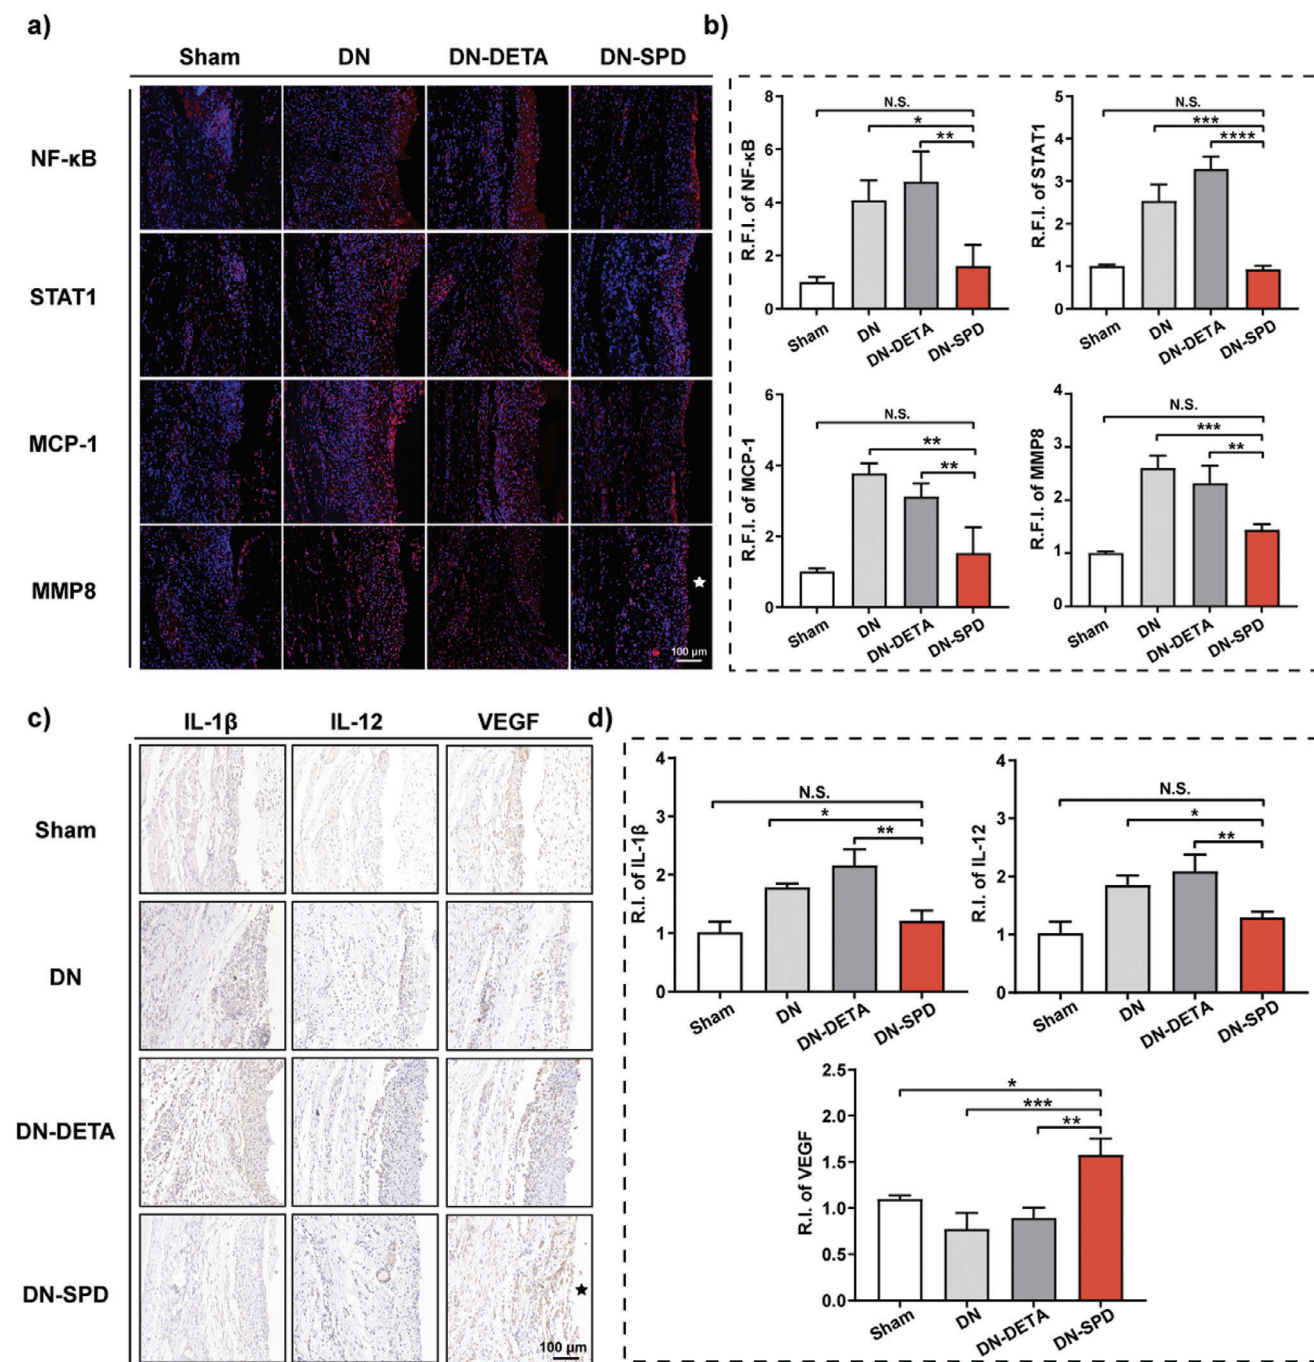 a)
Sham DN DN-DETA DN-SPD
NF-κB
STAT1
MCP-1
MMP8
100 μm
b)
R.F.I. of NF-κB
8
6
4
2
0
N.S.
*
**
Sham DN DN-DETA DN-SPD
R.F.I. of STAT1
5
4
3
2
1
0
N.S.
***
****
Sham DN DN-DETA DN-SPD
R.F.I. of MCP-1
6
4
2
0
N.S.
**
**
Sham DN DN-DETA DN-SPD
R.F.I. of MMP8
4
3
2
1
0
N.S.
***
**
Sham DN DN-DETA DN-SPD
c)
IL-1β IL-12 VEGF
Sham
DN
DN-DETA
DN-SPD
100 μm
d)
R.I. of IL-1β
4
3
2
1
0
N.S.
*
**
Sham DN DN-DETA DN-SPD
R.I. of IL-12
4
3
2
1
0
N.S.
*
**
Sham DN DN-DETA DN-SPD
R.I. of VEGF
2.5
2.0
1.5
1.0
0.5
0.0
*
***
**
Sham DN DN-DETA DN-SPD